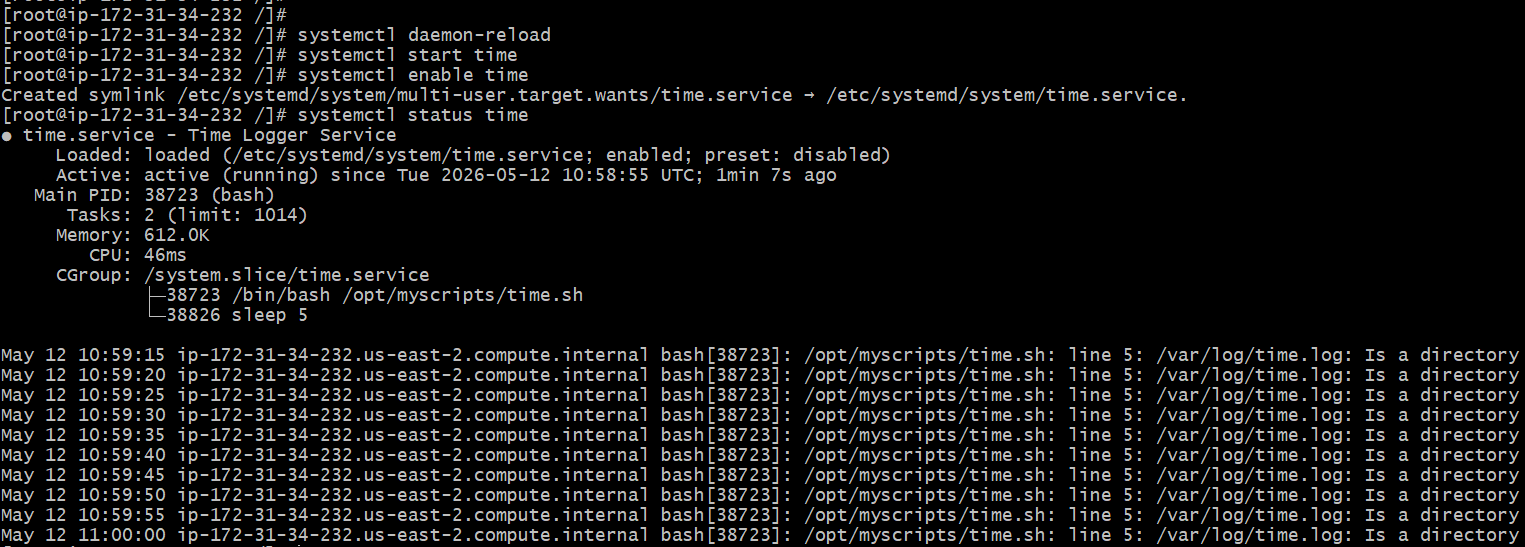 [root@ip-172-31-34-232 /]#
[root@ip-172-31-34-232 /]# systemctl daemon-reload
[root@ip-172-31-34-232 /]# systemctl start time
[root@ip-172-31-34-232 /]# systemctl enable time
Created symlink /etc/systemd/system/multi-user.target.wants/time.service → /etc/systemd/system/time.service.
[root@ip-172-31-34-232 /]# systemctl status time
● time.service - Time Logger Service
     Loaded: loaded (/etc/systemd/system/time.service; enabled; preset: disabled)
     Active: active (running) since Tue 2026-05-12 10:58:55 UTC; 1min 7s ago
   Main PID: 38723 (bash)
      Tasks: 2 (limit: 1014)
     Memory: 612.0K
        CPU: 46ms
     CGroup: /system.slice/time.service
             ├─38723 /bin/bash /opt/myscripts/time.sh
             └─38826 sleep 5
May 12 10:59:15 ip-172-31-34-232.us-east-2.compute.internal bash[38723]: /opt/myscripts/time.sh: line 5: /var/log/time.log: Is a directory
May 12 10:59:20 ip-172-31-34-232.us-east-2.compute.internal bash[38723]: /opt/myscripts/time.sh: line 5: /var/log/time.log: Is a directory
May 12 10:59:25 ip-172-31-34-232.us-east-2.compute.internal bash[38723]: /opt/myscripts/time.sh: line 5: /var/log/time.log: Is a directory
May 12 10:59:30 ip-172-31-34-232.us-east-2.compute.internal bash[38723]: /opt/myscripts/time.sh: line 5: /var/log/time.log: Is a directory
May 12 10:59:35 ip-172-31-34-232.us-east-2.compute.internal bash[38723]: /opt/myscripts/time.sh: line 5: /var/log/time.log: Is a directory
May 12 10:59:40 ip-172-31-34-232.us-east-2.compute.internal bash[38723]: /opt/myscripts/time.sh: line 5: /var/log/time.log: Is a directory
May 12 10:59:45 ip-172-31-34-232.us-east-2.compute.internal bash[38723]: /opt/myscripts/time.sh: line 5: /var/log/time.log: Is a directory
May 12 10:59:50 ip-172-31-34-232.us-east-2.compute.internal bash[38723]: /opt/myscripts/time.sh: line 5: /var/log/time.log: Is a directory
May 12 10:59:55 ip-172-31-34-232.us-east-2.compute.internal bash[38723]: /opt/myscripts/time.sh: line 5: /var/log/time.log: Is a directory
May 12 11:00:00 ip-172-31-34-232.us-east-2.compute.internal bash[38723]: /opt/myscripts/time.sh: line 5: /var/log/time.log: Is a directory